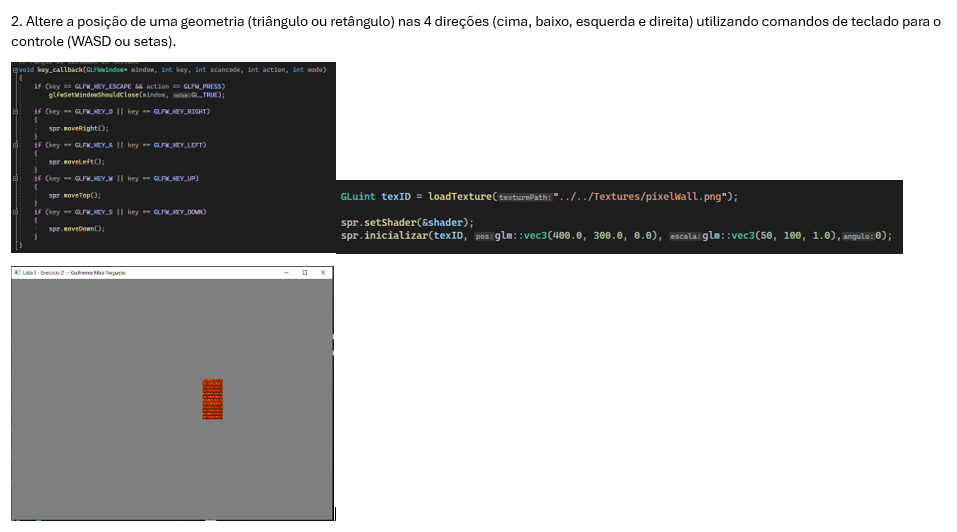 2. Altere a posição de uma geometria (triângulo ou retângulo) nas 4 direções (cima, baixo, esquerda e direita) utilizando comandos de teclado para o
controle (WASD ou setas).
void key_callback(GLFWwindow* window, int key, int scancode, int action, int mode)
{
if (key == GLFW_KEY_ESCAPE && action == GLFW_PRESS)
glfwSetWindowShouldClose(window, value:GL_TRUE);
if (key == GLFW_KEY_D || key == GLFW_KEY_RIGHT)
{
spr.moveRight();
}
if (key == GLFW_KEY_A || key == GLFW_KEY_LEFT)
{
spr.moveLeft();
}
if (key == GLFW_KEY_W || key == GLFW_KEY_UP)
{
spr.moveTop();
}
if (key == GLFW_KEY_S || key == GLFW_KEY_DOWN)
{
spr.moveDown();
}
}
GLuint texID = loadTexture(texturePath:"../../Textures/pixelWall.png");
spr.setShader(&shader);
spr.inicializar(texID, pos:glm::vec3(400.0, 300.0, 0.0), escala:glm::vec3(50, 100, 1.0),angulo:0);
Lista 3 - Exercício 2 -- Guilherme Maia Nogueira